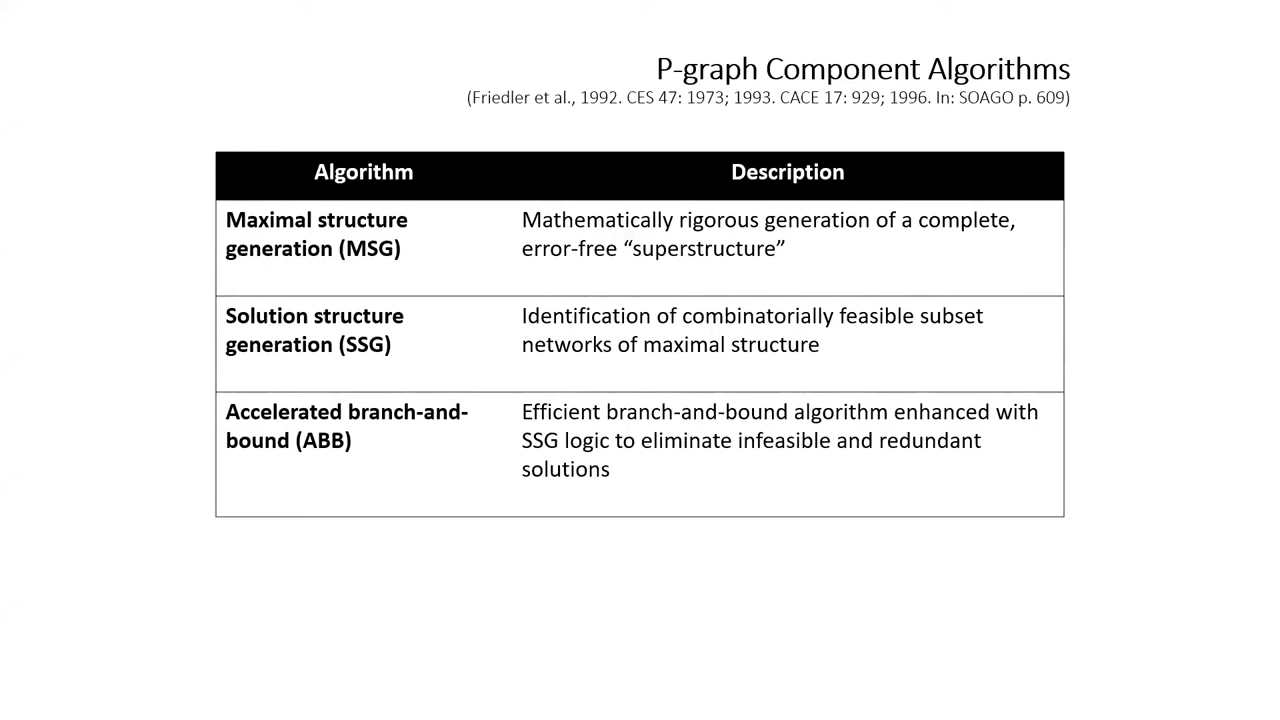 P-graph Component Algorithms
(Friedler et al., 1992. CES 47: 1973; 1993. CACE 17: 929; 1996. In: SOAGO p. 609)
Algorithm
Description
Maximal structure
generation (MSG)
Mathematically rigorous generation of a complete,
error-free “superstructure”
Solution structure
generation (SSG)
Identification of combinatorially feasible subset
networks of maximal structure
Accelerated branch-and-
bound (ABB)
Efficient branch-and-bound algorithm enhanced with
SSG logic to eliminate infeasible and redundant
solutions